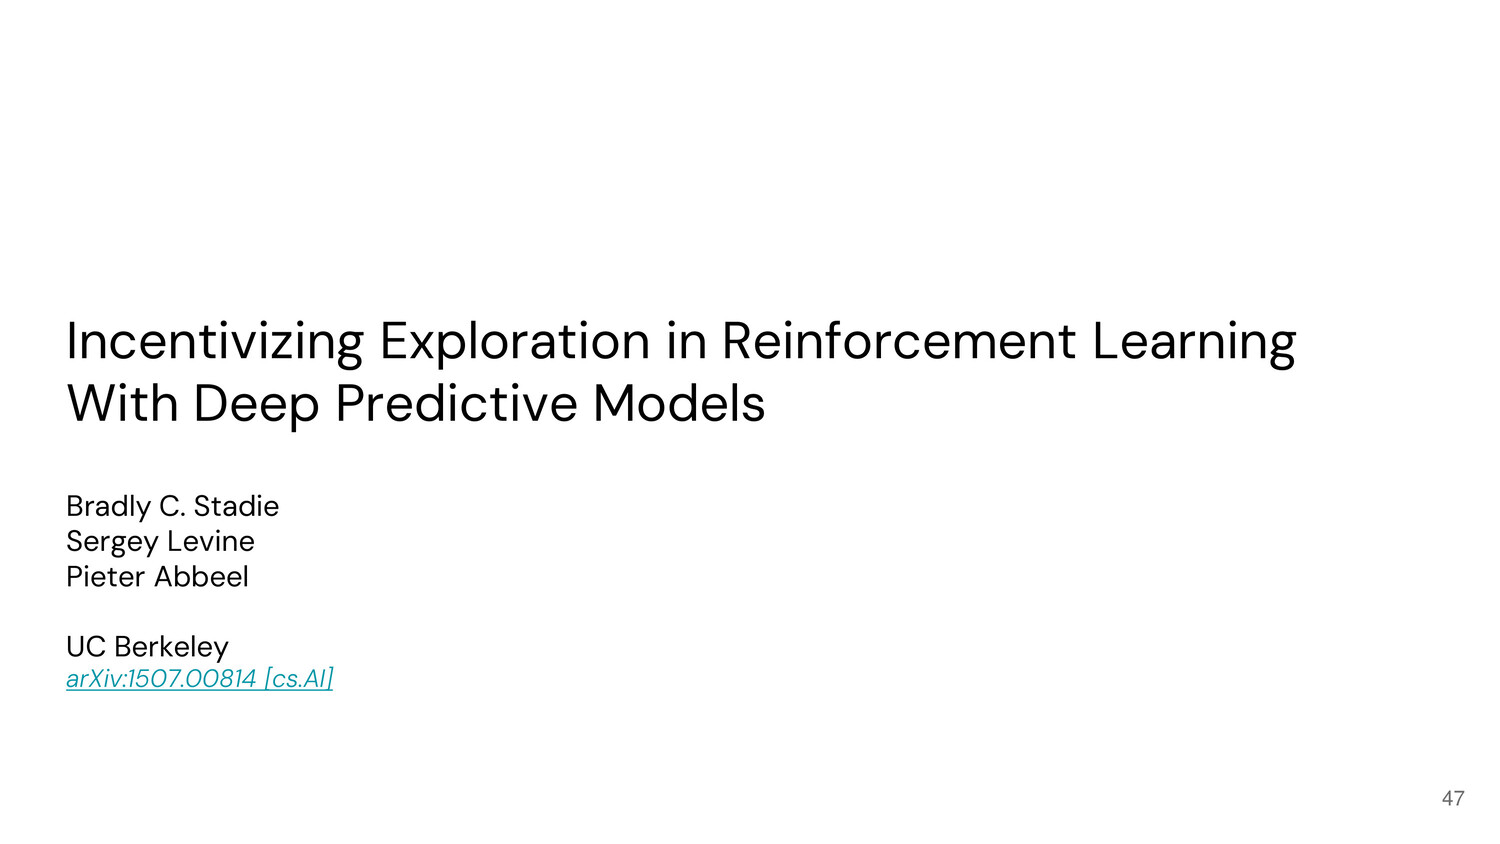 Incentivizing Exploration in Reinforcement Learning
With Deep Predictive Models
Bradly C. Stadie
Sergey Levine
Pieter Abbeel
UC Berkeley
arXiv:1507.00814 [cs.AI]
47